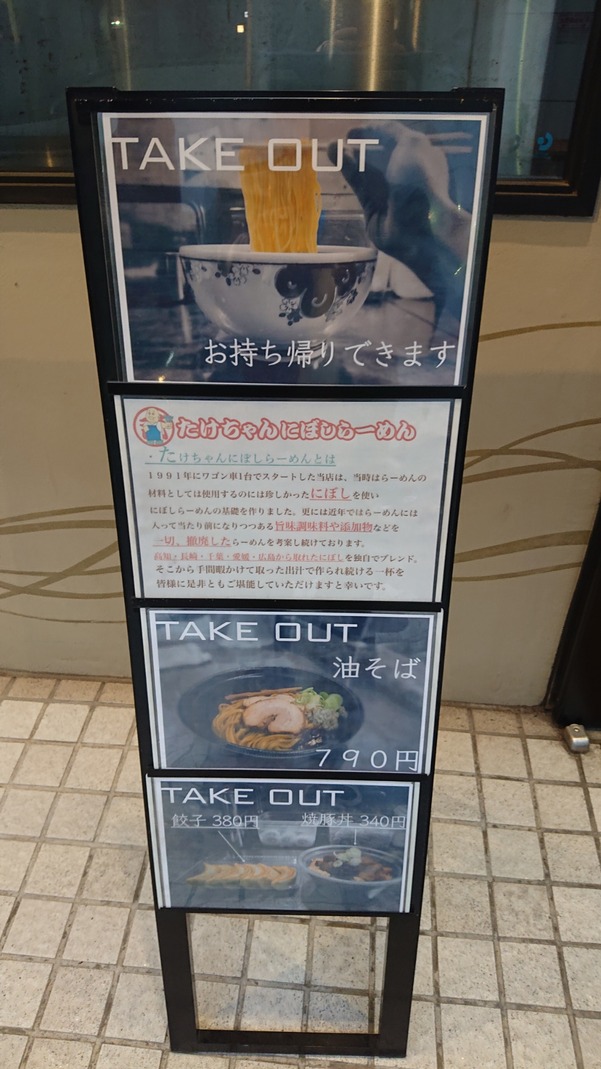 TAKE OUT
お持ち帰りできます
たけちゃんにぼしらーめん
・たけちゃんにぼしらーめんとは
1991年にワゴン車1台でスタートした当店は、当時はらーめんの
材料としては使用するのには珍しかったにぼしを使い
にぼしらーめんの基礎を作りました。更には近年ではらーめんには
入って当たり前になりつつある旨味調味料や添加物などを
一切、撤廃したらーめんを考案し続けております。
高知・長崎・千葉・愛媛・広島から取れたにぼしを独自でブレンド。
そこから手間暇かけて取った出汁で作られ続ける一杯を
皆様に是非ともご堪能していただけますと幸いです。
TAKE OUT
油そば
790円
TAKE OUT
餃子 380円 焼豚丼 340円